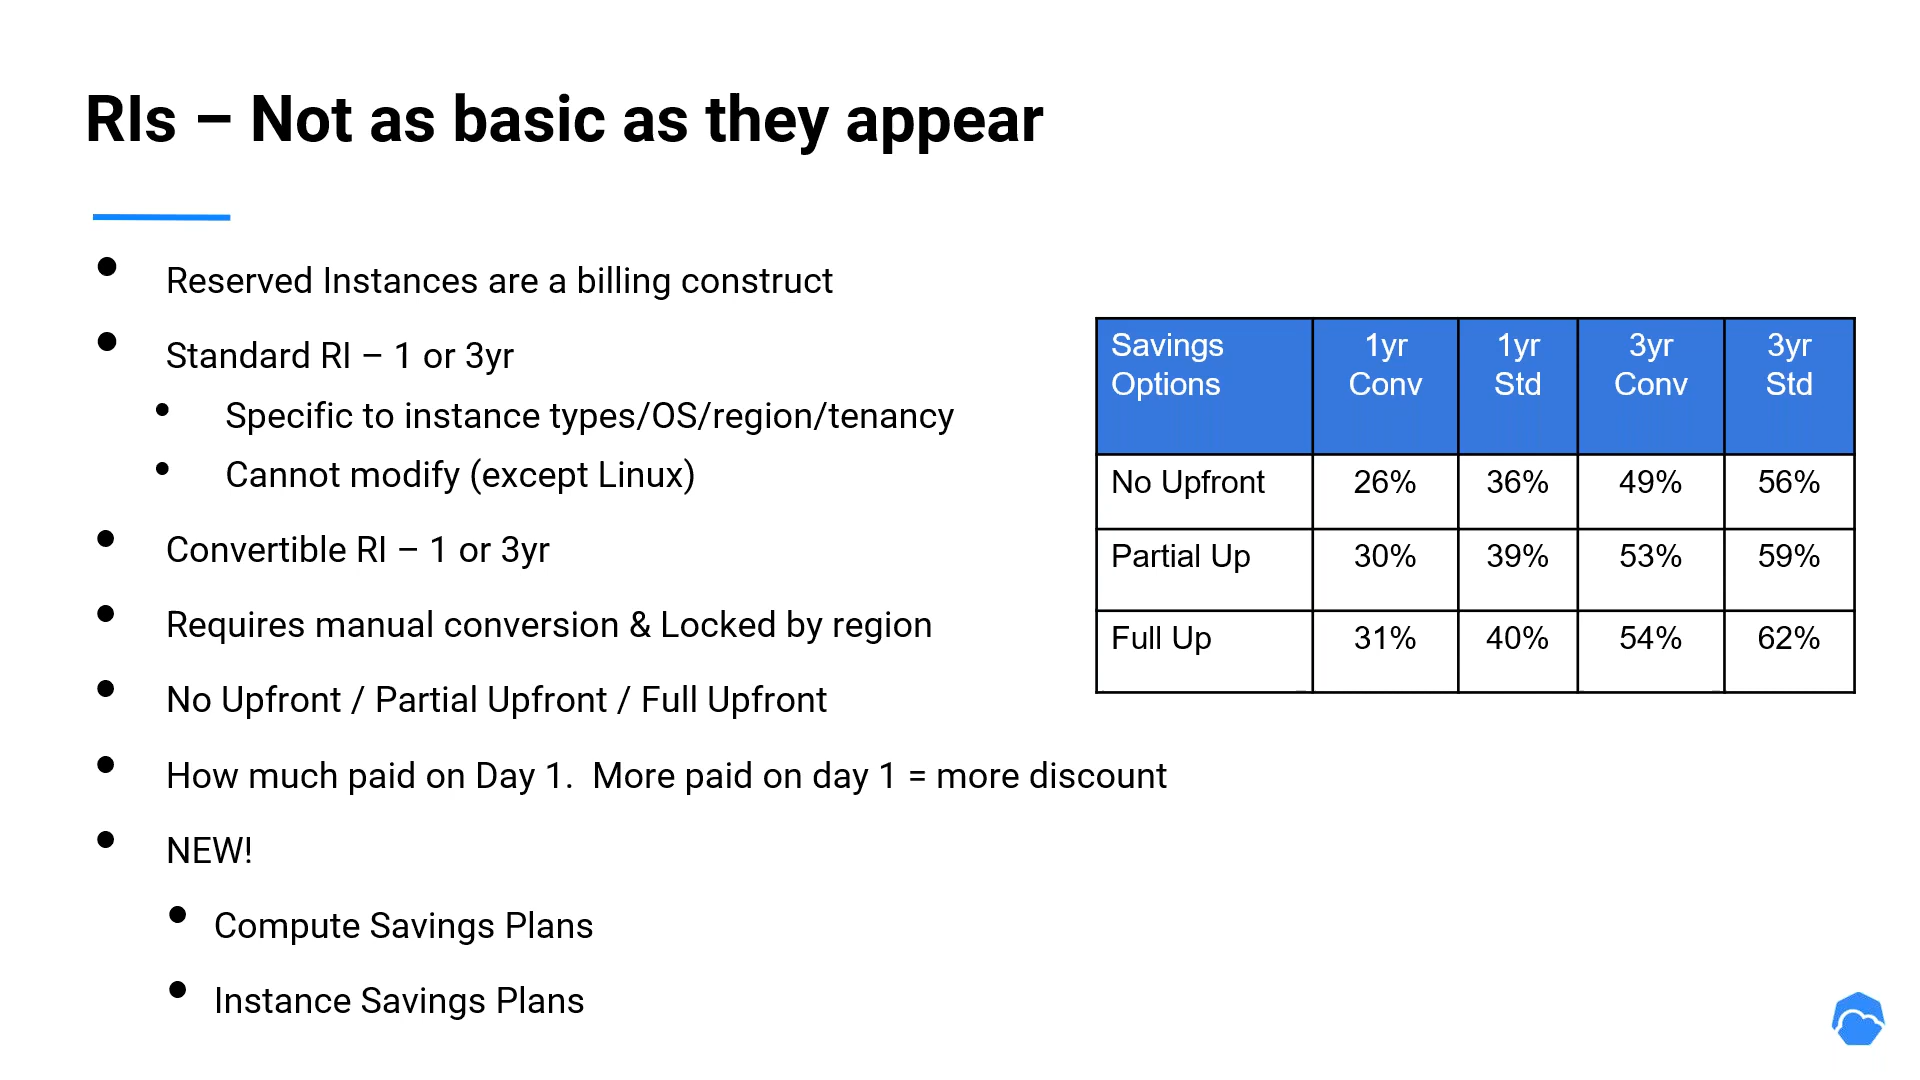 RIs – Not as basic as they appear
Reserved Instances are a billing construct
Standard RI – 1 or 3yr
Specific to instance types/OS/region/tenancy
Cannot modify (except Linux)
Convertible RI – 1 or 3yr
Requires manual conversion & Locked by region
No Upfront / Partial Upfront / Full Upfront
How much paid on Day 1.  More paid on day 1 = more discount
NEW!
Compute Savings Plans
Instance Savings Plans
Savings Options 1yr Conv 1yr Std 3yr Conv 3yr Std
No Upfront 26% 36% 49% 56%
Partial Up 30% 39% 53% 59%
Full Up 31% 40% 54% 62%